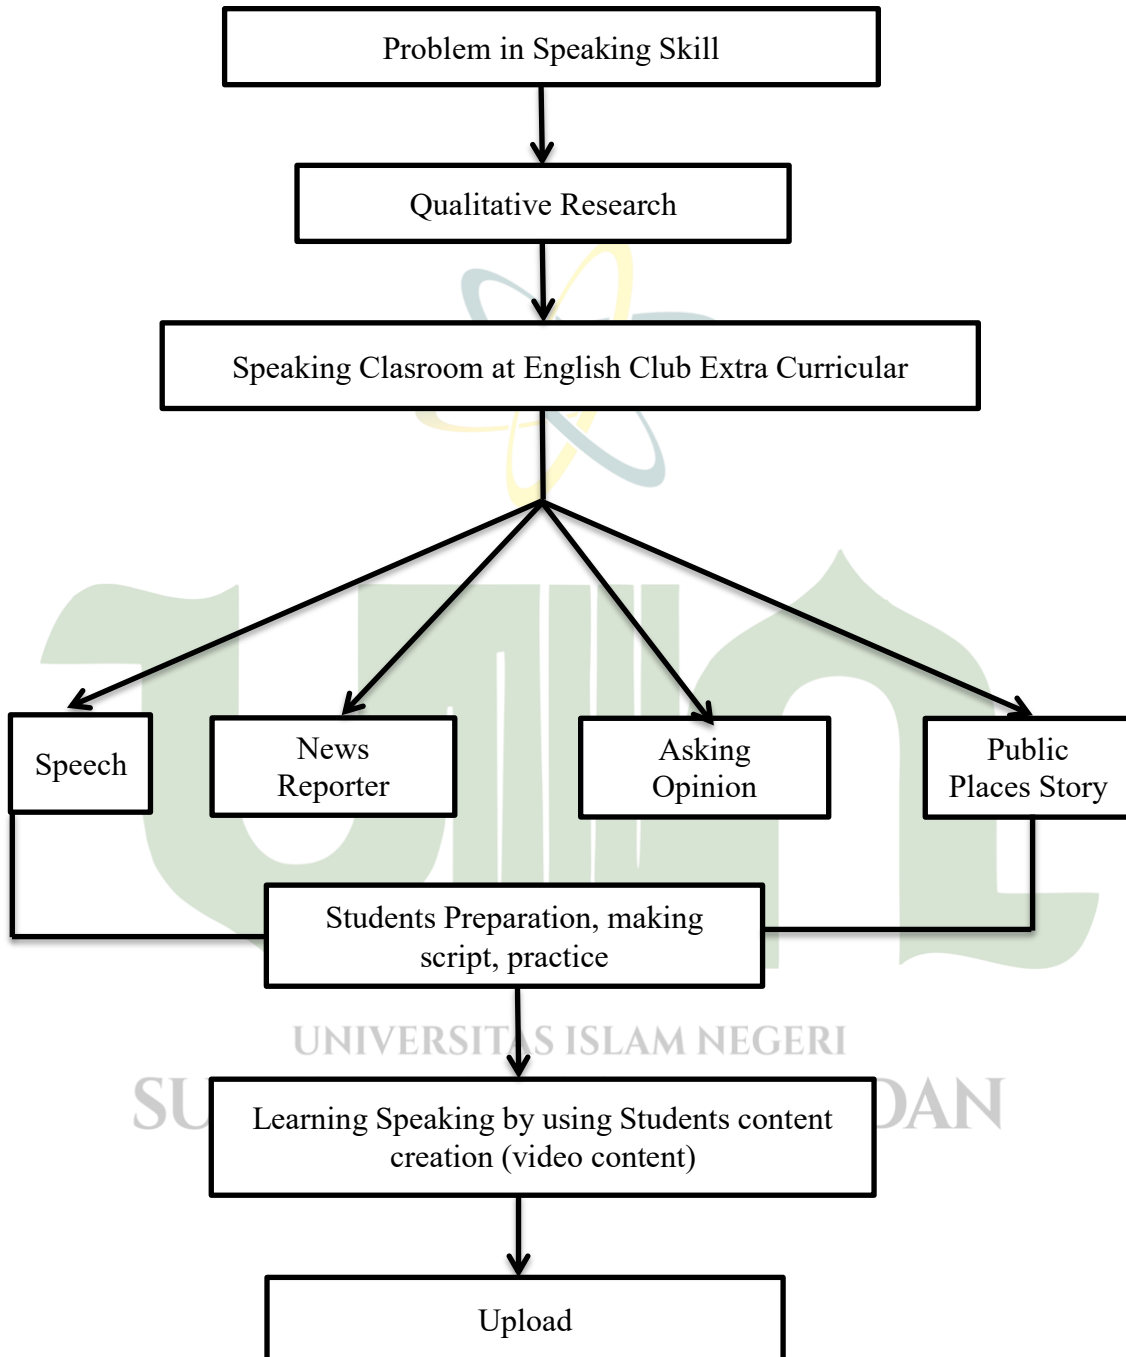 Problem in Speaking Skill
Qualitative Research
Speaking Clasroom at English Club Extra Curricular
Speech
News
Reporter
Asking
Opinion
Public
Places Story
Students Preparation, making
script, practice
UNIVERSITAS ISLAM NEGERI
SU
DAN
Learning Speaking by using Students content
creation (video content)
Upload